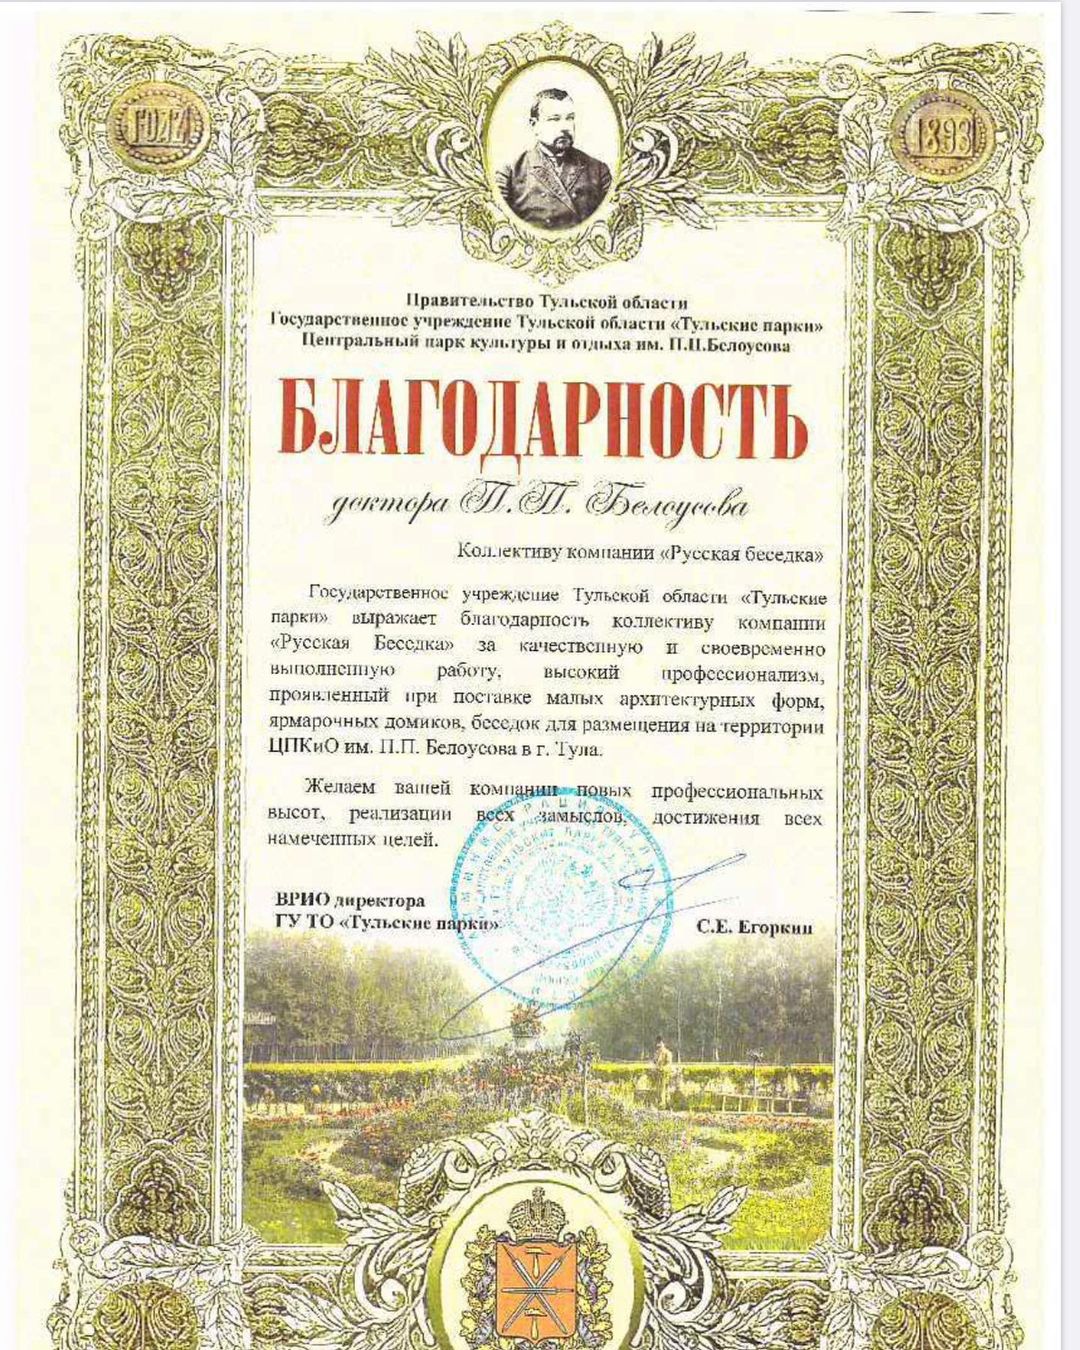 ГОДА
1893
Правительство Тульской области
Государственное учреждение Тульской области «Тульские парки»
Центральный парк культуры и отдыха им. П.П.Белоусова
БЛАГОДАРНОСТЬ
доктора П.П. Белоусова
Коллективу компании «Русская беседка»
Государственное учреждение Тульской области «Тульские
парки» выражает благодарность коллективу компании
«Русская Беседка» за качественную и своевременно
выполненную работу, высокий профессионализм,
проявленный при поставке малых архитектурных форм,
ярмарочных домиков, беседок для размещения на территории
ЦПКиО им. П.П. Белоусова в г. Тула.
Желаем вашей компании новых профессиональных
высот, реализации всех замыслов, достижения всех
намеченных целей.
ВРИО директора
ГУ ТО «Тульские парки»
С.Е. Егоркин